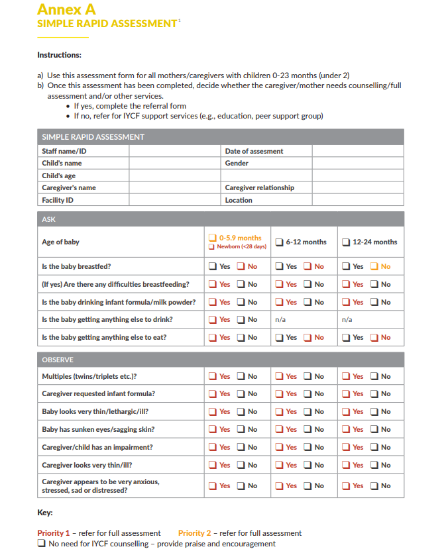 Annex A
SIMPLE RAPID ASSESSMENT¹
Instructions:
a) Use this assessment form for all mothers/caregivers with children 0-23 months (under 2)
b) Once this assessment has been completed, decide whether the caregiver/mother needs counselling/full
assessment and/or other services.
• If yes, complete the referral form
• If no, refer for IYCF support services (e.g., education, peer support group)
SIMPLE RAPID ASSESSMENT
Staff name/ID Date of assesment
Child's name Gender
Child's age
Caregiver's name Caregiver relationship
Facility ID Location
ASK
Age of baby ☐ 0-5.9 months ☐ Newborn (<28 days) ☐ 6-12 months ☐ 12-24 months
Is the baby breastfed? ☐ Yes ☐ No ☐ Yes ☐ No ☐ Yes ☐ No
(If yes) Are there any difficulties breastfeeding? ☐ Yes ☐ No ☐ Yes ☐ No ☐ Yes ☐ No
Is the baby drinking infant formula/milk powder? ☐ Yes ☐ No ☐ Yes ☐ No ☐ Yes ☐ No
Is the baby getting anything else to drink? ☐ Yes ☐ No n/a n/a
Is the baby getting anything else to eat? ☐ Yes ☐ No ☐ Yes ☐ No ☐ Yes ☐ No
OBSERVE
Multiples (twins/triplets etc.)? ☐ Yes ☐ No ☐ Yes ☐ No ☐ Yes ☐ No
Caregiver requested infant formula? ☐ Yes ☐ No ☐ Yes ☐ No ☐ Yes ☐ No
Baby looks very thin/lethargic/ill? ☐ Yes ☐ No ☐ Yes ☐ No ☐ Yes ☐ No
Baby has sunken eyes/sagging skin? ☐ Yes ☐ No ☐ Yes ☐ No ☐ Yes ☐ No
Caregiver/child has an impairment? ☐ Yes ☐ No ☐ Yes ☐ No ☐ Yes ☐ No
Caregiver looks very thin/ill? ☐ Yes ☐ No ☐ Yes ☐ No ☐ Yes ☐ No
Caregiver appears to be very anxious,
stressed, sad or distressed? ☐ Yes ☐ No ☐ Yes ☐ No ☐ Yes ☐ No
Key:
Priority 1 – refer for full assessment Priority 2 – refer for full assessment
☐ No need for IYCF counselling – provide praise and encouragement